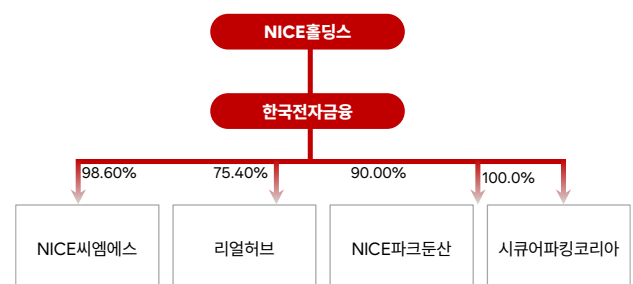 NICE홀딩스
한국전자금융
98.60%
75.40%
90.00%
100.0%
NICE씨엠에스
리얼허브
NICE파크둔산
시큐어파킹코리아